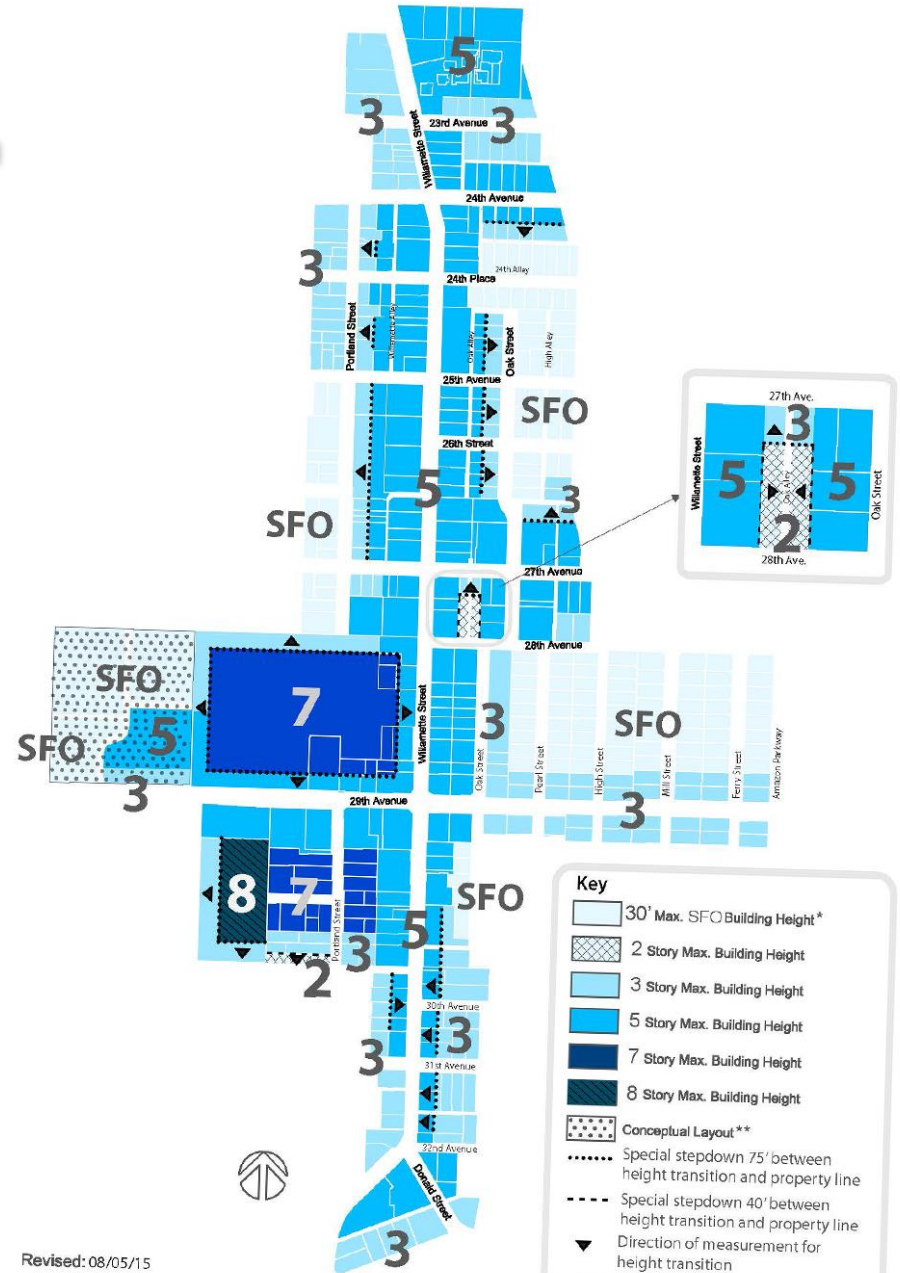 5
3
23rd Avenue
3
Willamette Street
24th Avenue
3
24th Alley
24th Place
Portland Street
Willamette Alley
Oak Alley
Oak Street
High Alley
25th Avenue
SFO
26th Street
5
3
SFO
27th Avenue
28th Avenue
27th Ave.
3
Willamette Street
5
Oak Alley
5
Oak Street
2
28th Ave.
SFO
SFO
5
3
7
Willamette Street
3
SFO
Oak Street
Pearl Street
High Street
Mill Street
Ferry Street
Amazon Parkway
29th Avenue
3
8
7
Portland Street
3
2
5
SFO
30th Avenue
3
3
31st Avenue
32nd Avenue
Donald Street
3
Key
30' Max. SFO Building Height*
2 Story Max. Building Height
3 Story Max. Building Height
5 Story Max. Building Height
7 Story Max. Building Height
8 Story Max. Building Height
Conceptual Layout**
Special stepdown 75' between
height transition and property line
Special stepdown 40' between
height transition and property line
Direction of measurement for
height transition
Revised: 08/05/15